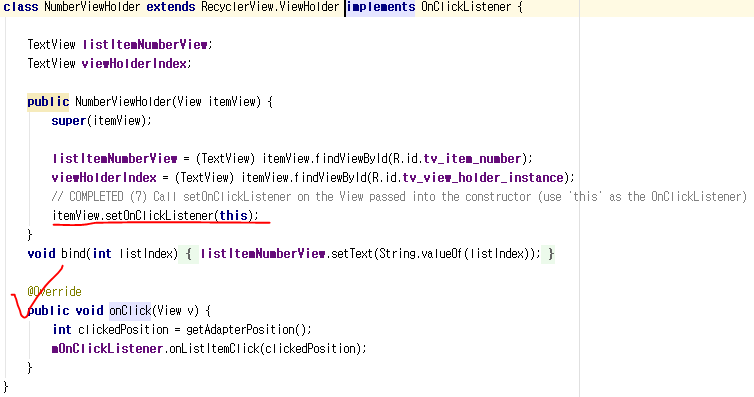 class NumberViewHolder extends RecyclerView.ViewHolder implements OnClickListener {
TextView listItemNumberView;
TextView viewHolderIndex;
public NumberViewHolder(View itemView) {
super(itemView);
listItemNumberView = (TextView) itemView.findViewById(R.id.tv_item_number);
viewHolderIndex = (TextView) itemView.findViewById(R.id.tv_view_holder_instance);
// COMPLETED (7) Call setOnClickListener on the View passed into the constructor (use 'this' as the OnClickListener)
itemView.setOnClickListener(this);
}
void bind(int listIndex) { listItemNumberView.setText(String.valueOf(listIndex)); }
@Override
public void onClick(View v) {
int clickedPosition = getAdapterPosition();
mOnClickListener.onListItemClick(clickedPosition);
}
}